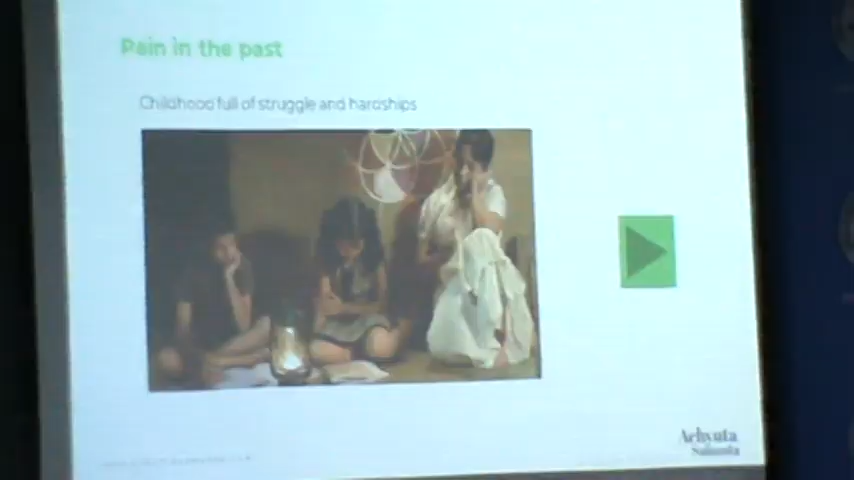 Pain in the past
Childhood full of struggle and hardships
Achyuta
Samanta